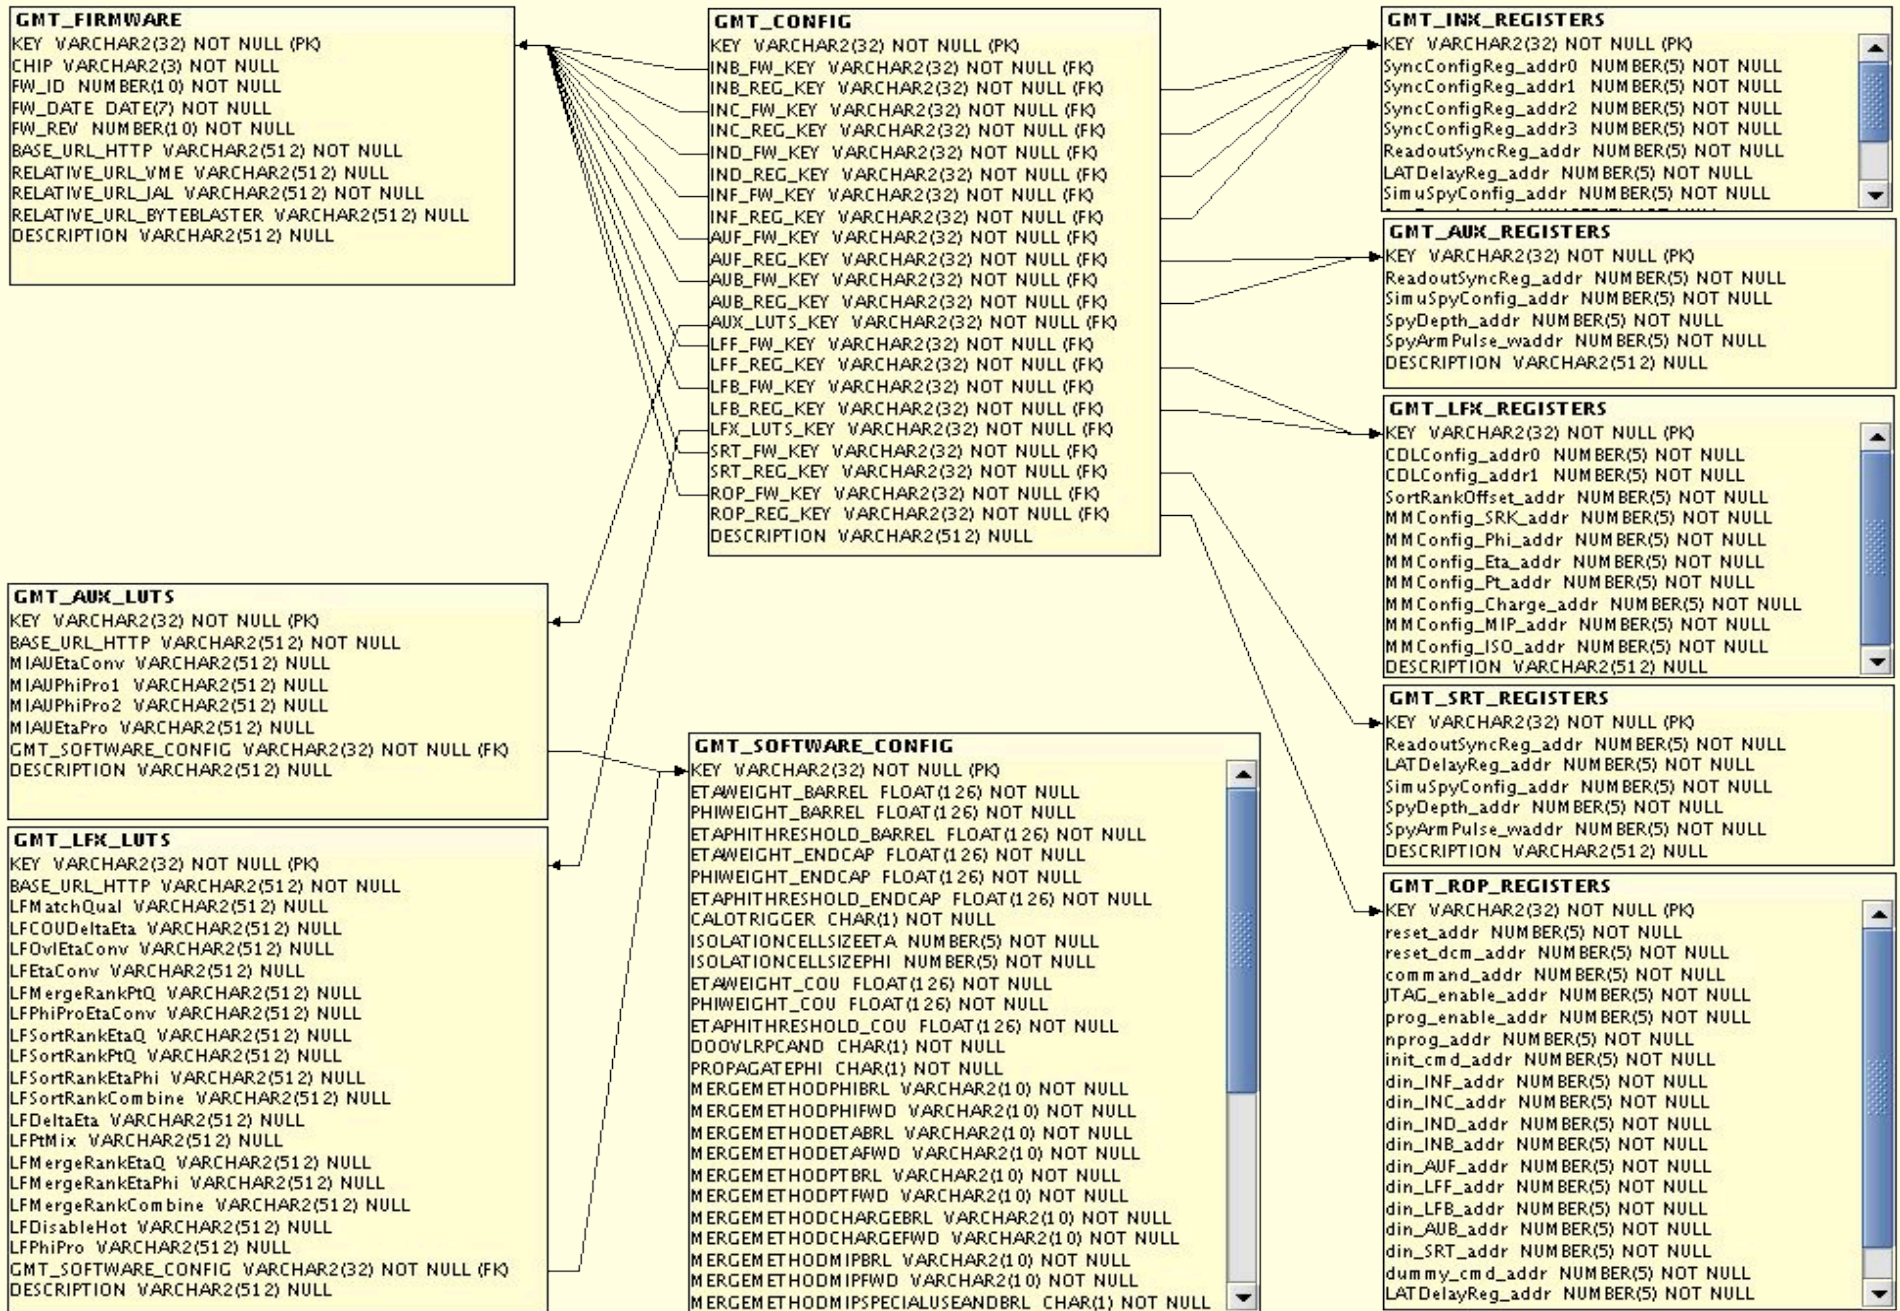 GMT_FIRMWARE
KEY VARCHAR2(32) NOT NULL (PK)
CHIP VARCHAR2(3) NOT NULL
FW_ID NUMBER(10) NOT NULL
FW_DATE DATE(7) NOT NULL
FW_REV NUMBER(10) NOT NULL
BASE_URL_HTTP VARCHAR2(512) NOT NULL
RELATIVE_URL_VME VARCHAR2(512) NULL
RELATIVE_URL_JAL VARCHAR2(512) NOT NULL
RELATIVE_URL_BYTEBLASTER VARCHAR2(512) NULL
DESCRIPTION VARCHAR2(512) NULL
GMT_CONFIG
KEY VARCHAR2(32) NOT NULL (PK)
INB_FW_KEY VARCHAR2(32) NOT NULL (FK)
INB_REG_KEY VARCHAR2(32) NOT NULL (FK)
INC_FW_KEY VARCHAR2(32) NOT NULL (FK)
INC_REG_KEY VARCHAR2(32) NOT NULL (FK)
IND_FW_KEY VARCHAR2(32) NOT NULL (FK)
IND_REG_KEY VARCHAR2(32) NOT NULL (FK)
INF_FW_KEY VARCHAR2(32) NOT NULL (FK)
INF_REG_KEY VARCHAR2(32) NOT NULL (FK)
AUF_FW_KEY VARCHAR2(32) NOT NULL (FK)
AUF_REG_KEY VARCHAR2(32) NOT NULL (FK)
AUB_FW_KEY VARCHAR2(32) NOT NULL (FK)
AUB_REG_KEY VARCHAR2(32) NOT NULL (FK)
AUX_LUTS_KEY VARCHAR2(32) NOT NULL (FK)
LFF_FW_KEY VARCHAR2(32) NOT NULL (FK)
LFF_REG_KEY VARCHAR2(32) NOT NULL (FK)
LFB_FW_KEY VARCHAR2(32) NOT NULL (FK)
LFB_REG_KEY VARCHAR2(32) NOT NULL (FK)
LFX_LUTS_KEY VARCHAR2(32) NOT NULL (FK)
SRT_FW_KEY VARCHAR2(32) NOT NULL (FK)
SRT_REG_KEY VARCHAR2(32) NOT NULL (FK)
ROP_FW_KEY VARCHAR2(32) NOT NULL (FK)
ROP_REG_KEY VARCHAR2(32) NOT NULL (FK)
DESCRIPTION VARCHAR2(512) NULL
GMT_INX_REGISTERS
KEY VARCHAR2(32) NOT NULL (PK)
SyncConfigReg_addr0 NUMBER(5) NOT NULL
SyncConfigReg_addr1 NUMBER(5) NOT NULL
SyncConfigReg_addr2 NUMBER(5) NOT NULL
SyncConfigReg_addr3 NUMBER(5) NOT NULL
ReadoutSyncReg_addr NUMBER(5) NOT NULL
LATDelayReg_addr NUMBER(5) NOT NULL
SimuSpyConfig_addr NUMBER(5) NOT NULL
GMT_AUX_REGISTERS
KEY VARCHAR2(32) NOT NULL (PK)
ReadoutSyncReg_addr NUMBER(5) NOT NULL
SimuSpyConfig_addr NUMBER(5) NOT NULL
SpyDepth_addr NUMBER(5) NOT NULL
SpyArmPulse_waddr NUMBER(5) NOT NULL
DESCRIPTION VARCHAR2(512) NULL
GMT_LFX_REGISTERS
KEY VARCHAR2(32) NOT NULL (PK)
CDLConfig_addr0 NUMBER(5) NOT NULL
CDLConfig_addr1 NUMBER(5) NOT NULL
SortRankOffset_addr NUMBER(5) NOT NULL
MMConfig_SRK_addr NUMBER(5) NOT NULL
MMConfig_Phi_addr NUMBER(5) NOT NULL
MMConfig_Eta_addr NUMBER(5) NOT NULL
MMConfig_Pt_addr NUMBER(5) NOT NULL
MMConfig_Charge_addr NUMBER(5) NOT NULL
MMConfig_MIP_addr NUMBER(5) NOT NULL
MMConfig_ISO_addr NUMBER(5) NOT NULL
DESCRIPTION VARCHAR2(512) NULL
GMT_SRT_REGISTERS
KEY VARCHAR2(32) NOT NULL (PK)
ReadoutSyncReg_addr NUMBER(5) NOT NULL
LATDelayReg_addr NUMBER(5) NOT NULL
SimuSpyConfig_addr NUMBER(5) NOT NULL
SpyDepth_addr NUMBER(5) NOT NULL
SpyArmPulse_waddr NUMBER(5) NOT NULL
DESCRIPTION VARCHAR2(512) NULL
GMT_ROP_REGISTERS
KEY VARCHAR2(32) NOT NULL (PK)
reset_addr NUMBER(5) NOT NULL
reset_dcm_addr NUMBER(5) NOT NULL
command_addr NUMBER(5) NOT NULL
JTAG_enable_addr NUMBER(5) NOT NULL
prog_enable_addr NUMBER(5) NOT NULL
nprog_addr NUMBER(5) NOT NULL
init_cmd_addr NUMBER(5) NOT NULL
din_INF_addr NUMBER(5) NOT NULL
din_INC_addr NUMBER(5) NOT NULL
din_IND_addr NUMBER(5) NOT NULL
din_INB_addr NUMBER(5) NOT NULL
din_AUF_addr NUMBER(5) NOT NULL
din_LFF_addr NUMBER(5) NOT NULL
din_LFB_addr NUMBER(5) NOT NULL
din_AUB_addr NUMBER(5) NOT NULL
din_SRT_addr NUMBER(5) NOT NULL
dummy_cmd_addr NUMBER(5) NOT NULL
LATDelayReg_addr NUMBER(5) NOT NULL
GMT_AUX_LUTS
KEY VARCHAR2(32) NOT NULL (PK)
BASE_URL_HTTP VARCHAR2(512) NOT NULL
MIAUEtaConv VARCHAR2(512) NULL
MIAUPhiPro1 VARCHAR2(512) NULL
MIAUPhiPro2 VARCHAR2(512) NULL
MIAUEtaPro VARCHAR2(512) NULL
GMT_SOFTWARE_CONFIG VARCHAR2(32) NOT NULL (FK)
DESCRIPTION VARCHAR2(512) NULL
GMT_LFX_LUTS
KEY VARCHAR2(32) NOT NULL (PK)
BASE_URL_HTTP VARCHAR2(512) NOT NULL
LFMatchQual VARCHAR2(512) NULL
LFCOUDeltaEta VARCHAR2(512) NULL
LFOvlEtaConv VARCHAR2(512) NULL
LFEtaConv VARCHAR2(512) NULL
LFMergeRankPtQ VARCHAR2(512) NULL
LFPhiProEtaConv VARCHAR2(512) NULL
LFSortRankEtaQ VARCHAR2(512) NULL
LFSortRankPtQ VARCHAR2(512) NULL
LFSortRankEtaPhi VARCHAR2(512) NULL
LFSortRankCombine VARCHAR2(512) NULL
LFDeltaEta VARCHAR2(512) NULL
LFPtMix VARCHAR2(512) NULL
LFMergeRankEtaQ VARCHAR2(512) NULL
LFMergeRankEtaPhi VARCHAR2(512) NULL
LFMergeRankCombine VARCHAR2(512) NULL
LFDisableHot VARCHAR2(512) NULL
LFPhiPro VARCHAR2(512) NULL
GMT_SOFTWARE_CONFIG VARCHAR2(32) NOT NULL (FK)
DESCRIPTION VARCHAR2(512) NULL
GMT_SOFTWARE_CONFIG
KEY VARCHAR2(32) NOT NULL (PK)
ETAWEIGHT_BARREL FLOAT(126) NOT NULL
PHIWEIGHT_BARREL FLOAT(126) NOT NULL
ETAPHITHRESHOLD_BARREL FLOAT(126) NOT NULL
ETAWEIGHT_ENDCAP FLOAT(126) NOT NULL
PHIWEIGHT_ENDCAP FLOAT(126) NOT NULL
ETAPHITHRESHOLD_ENDCAP FLOAT(126) NOT NULL
CALOTRIGGER CHAR(1) NOT NULL
ISOLATIONCELLSIZEETA NUMBER(5) NOT NULL
ISOLATIONCELLSIZEPHI NUMBER(5) NOT NULL
ETAWEIGHT_COU FLOAT(126) NOT NULL
PHIWEIGHT_COU FLOAT(126) NOT NULL
ETAPHITHRESHOLD_COU FLOAT(126) NOT NULL
DOOVLRPCAND CHAR(1) NOT NULL
PROPAGATEPHI CHAR(1) NOT NULL
MERGEMETHODPHIBRL VARCHAR2(10) NOT NULL
MERGEMETHODPHIFWD VARCHAR2(10) NOT NULL
MERGEMETHODETABRL VARCHAR2(10) NOT NULL
MERGEMETHODETAFWD VARCHAR2(10) NOT NULL
MERGEMETHODPTBRL VARCHAR2(10) NOT NULL
MERGEMETHODPTFWD VARCHAR2(10) NOT NULL
MERGEMETHODCHARGEBRL VARCHAR2(10) NOT NULL
MERGEMETHODCHARGEFWD VARCHAR2(10) NOT NULL
MERGEMETHODMIPBRL VARCHAR2(10) NOT NULL
MERGEMETHODMIPFWD VARCHAR2(10) NOT NULL
MERGEMETHODMIPSPECIALUSEANDBRL CHAR(1) NOT NULL